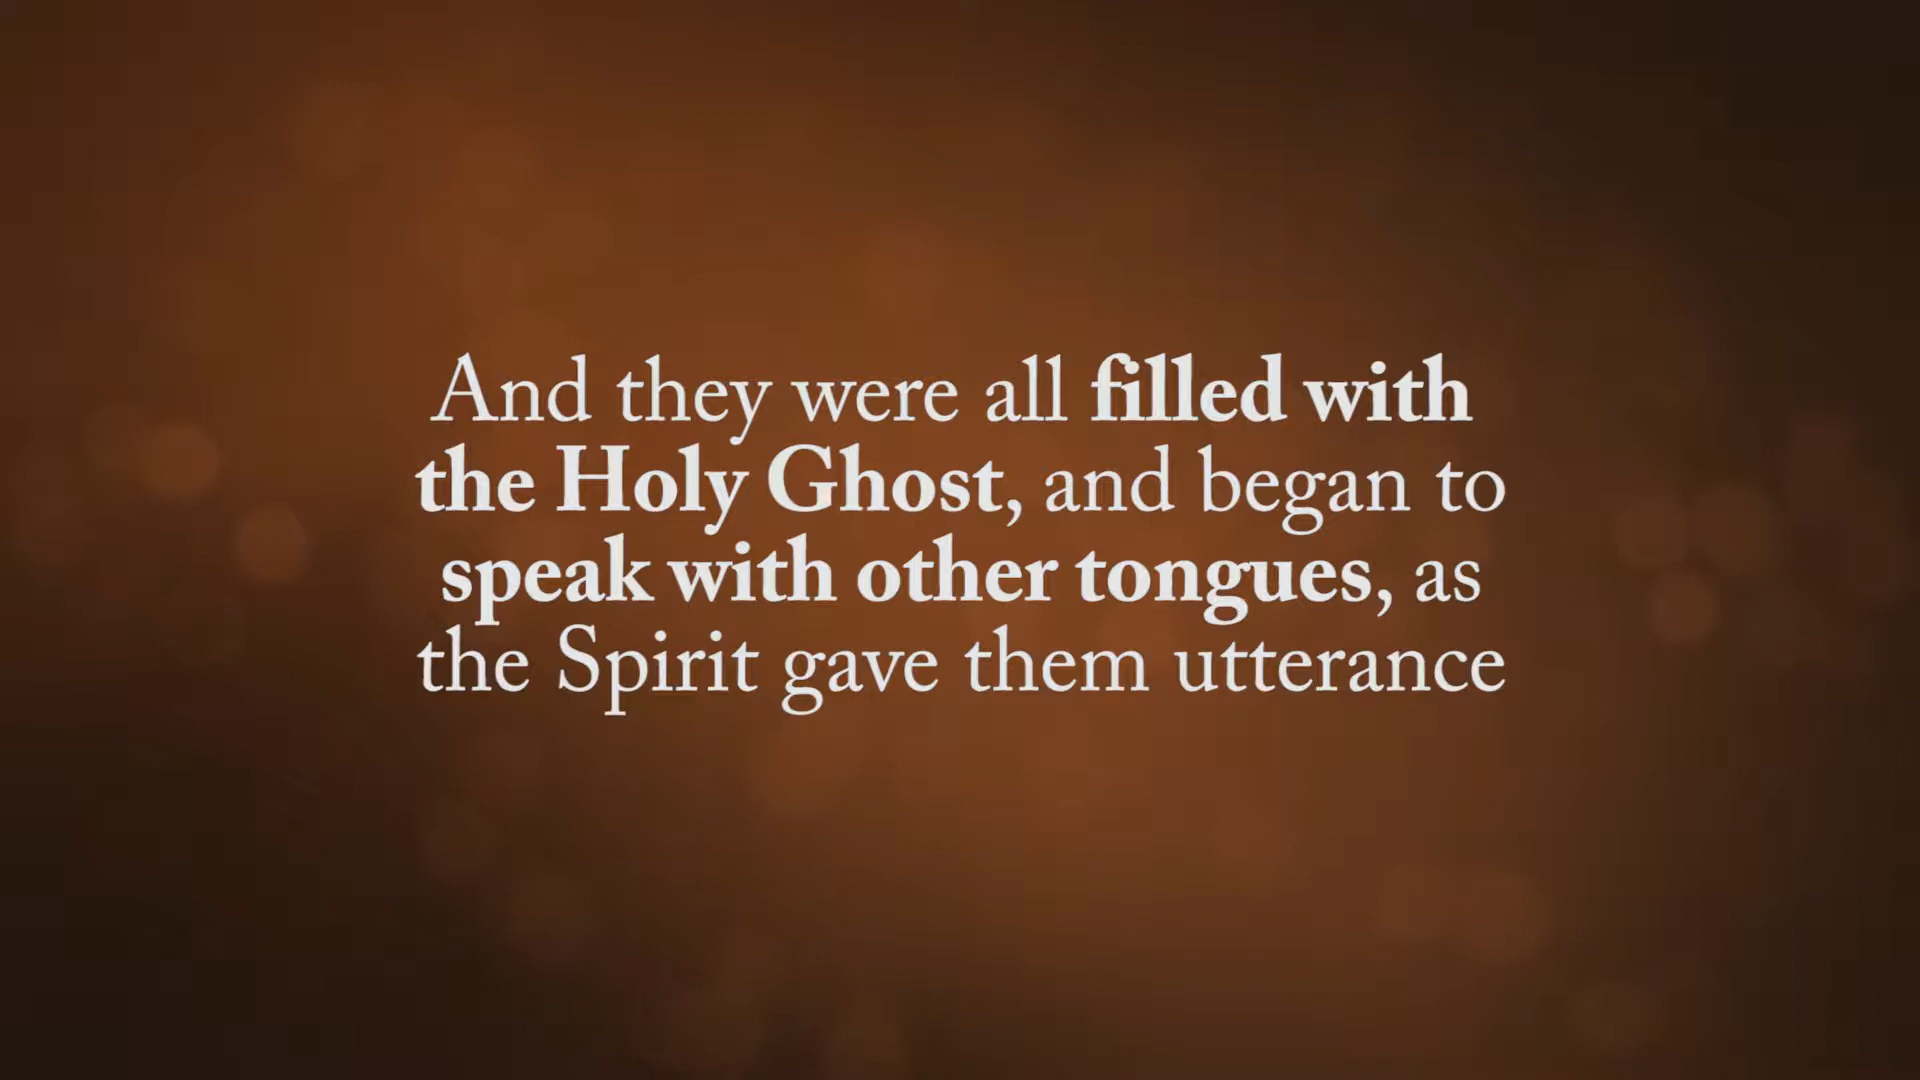 And they were all filled with
the Holy Ghost, and began to
speak with other tongues, as
the Spirit gave them utterance